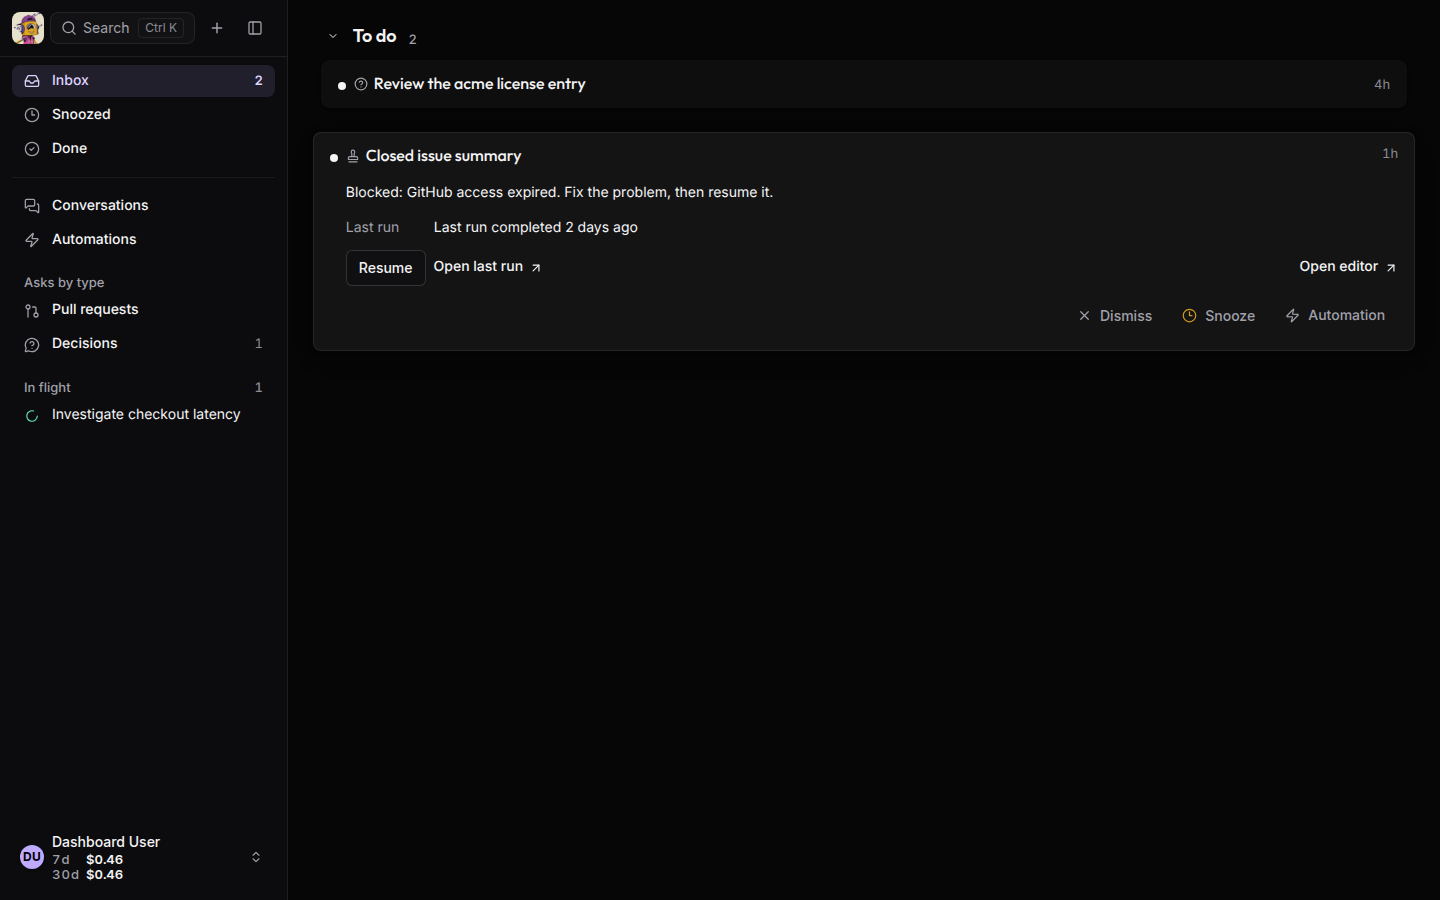 Search Ctrl K
Inbox 2
Snoozed
Done
Conversations
Automations
Asks by type
Pull requests
Decisions 1
In flight 1
Investigate checkout latency
DU Dashboard User
7d $0.46
30d $0.46
To do 2
Review the acme license entry 4h
Closed issue summary 1h
Blocked: GitHub access expired. Fix the problem, then resume it.
Last run Last run completed 2 days ago
Resume Open last run Open editor
Dismiss Snooze Automation